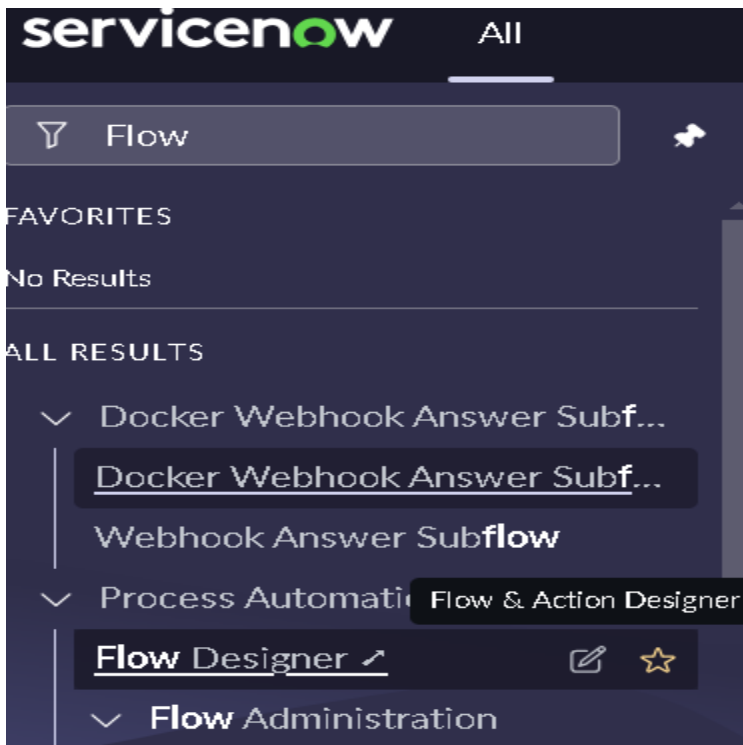 servicenow All
Flow
FAVORITES
No Results
ALL RESULTS
Docker Webhook Answer Subf...
Docker Webhook Answer Subf...
Webhook Answer Subflow
Process Automati
Flow & Action Designer
Flow Designer
Flow Administration